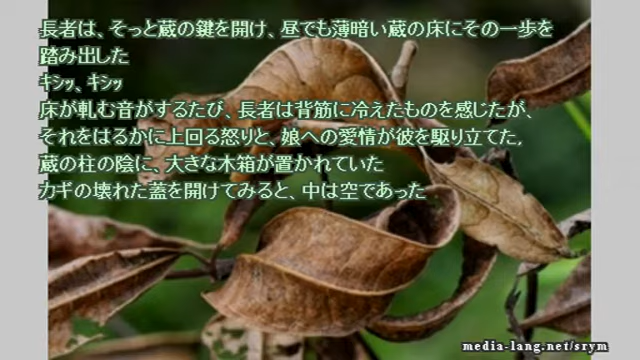 長者は、そっと蔵の鍵を開け、昼でも薄暗い蔵の床にその一歩を
踏み出した
ｷｼｯ、ｷｼｯ
床が軋む音がするたび、長者は背筋に冷えたものを感じたが、
それをはるかに上回る怒りと、娘への愛情が彼を駆り立てた,
蔵の柱の陰に、大きな木箱が置かれていた
カギの壊れた蓋を開けてみると、中は空であった
media-lang.net/srym